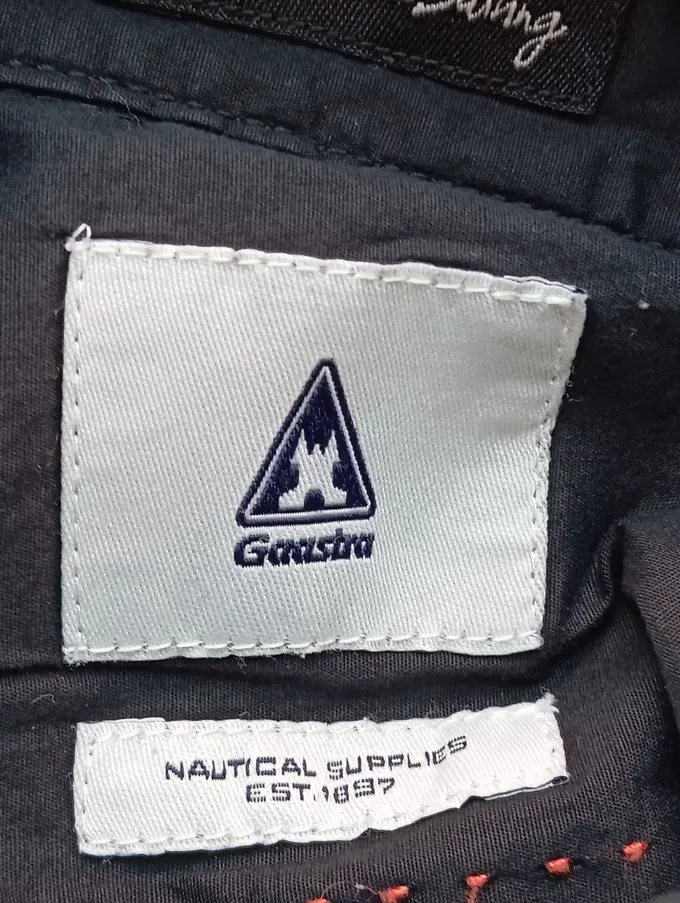 Gaastra
NAUTICAL SUPPLIES
EST. 1897